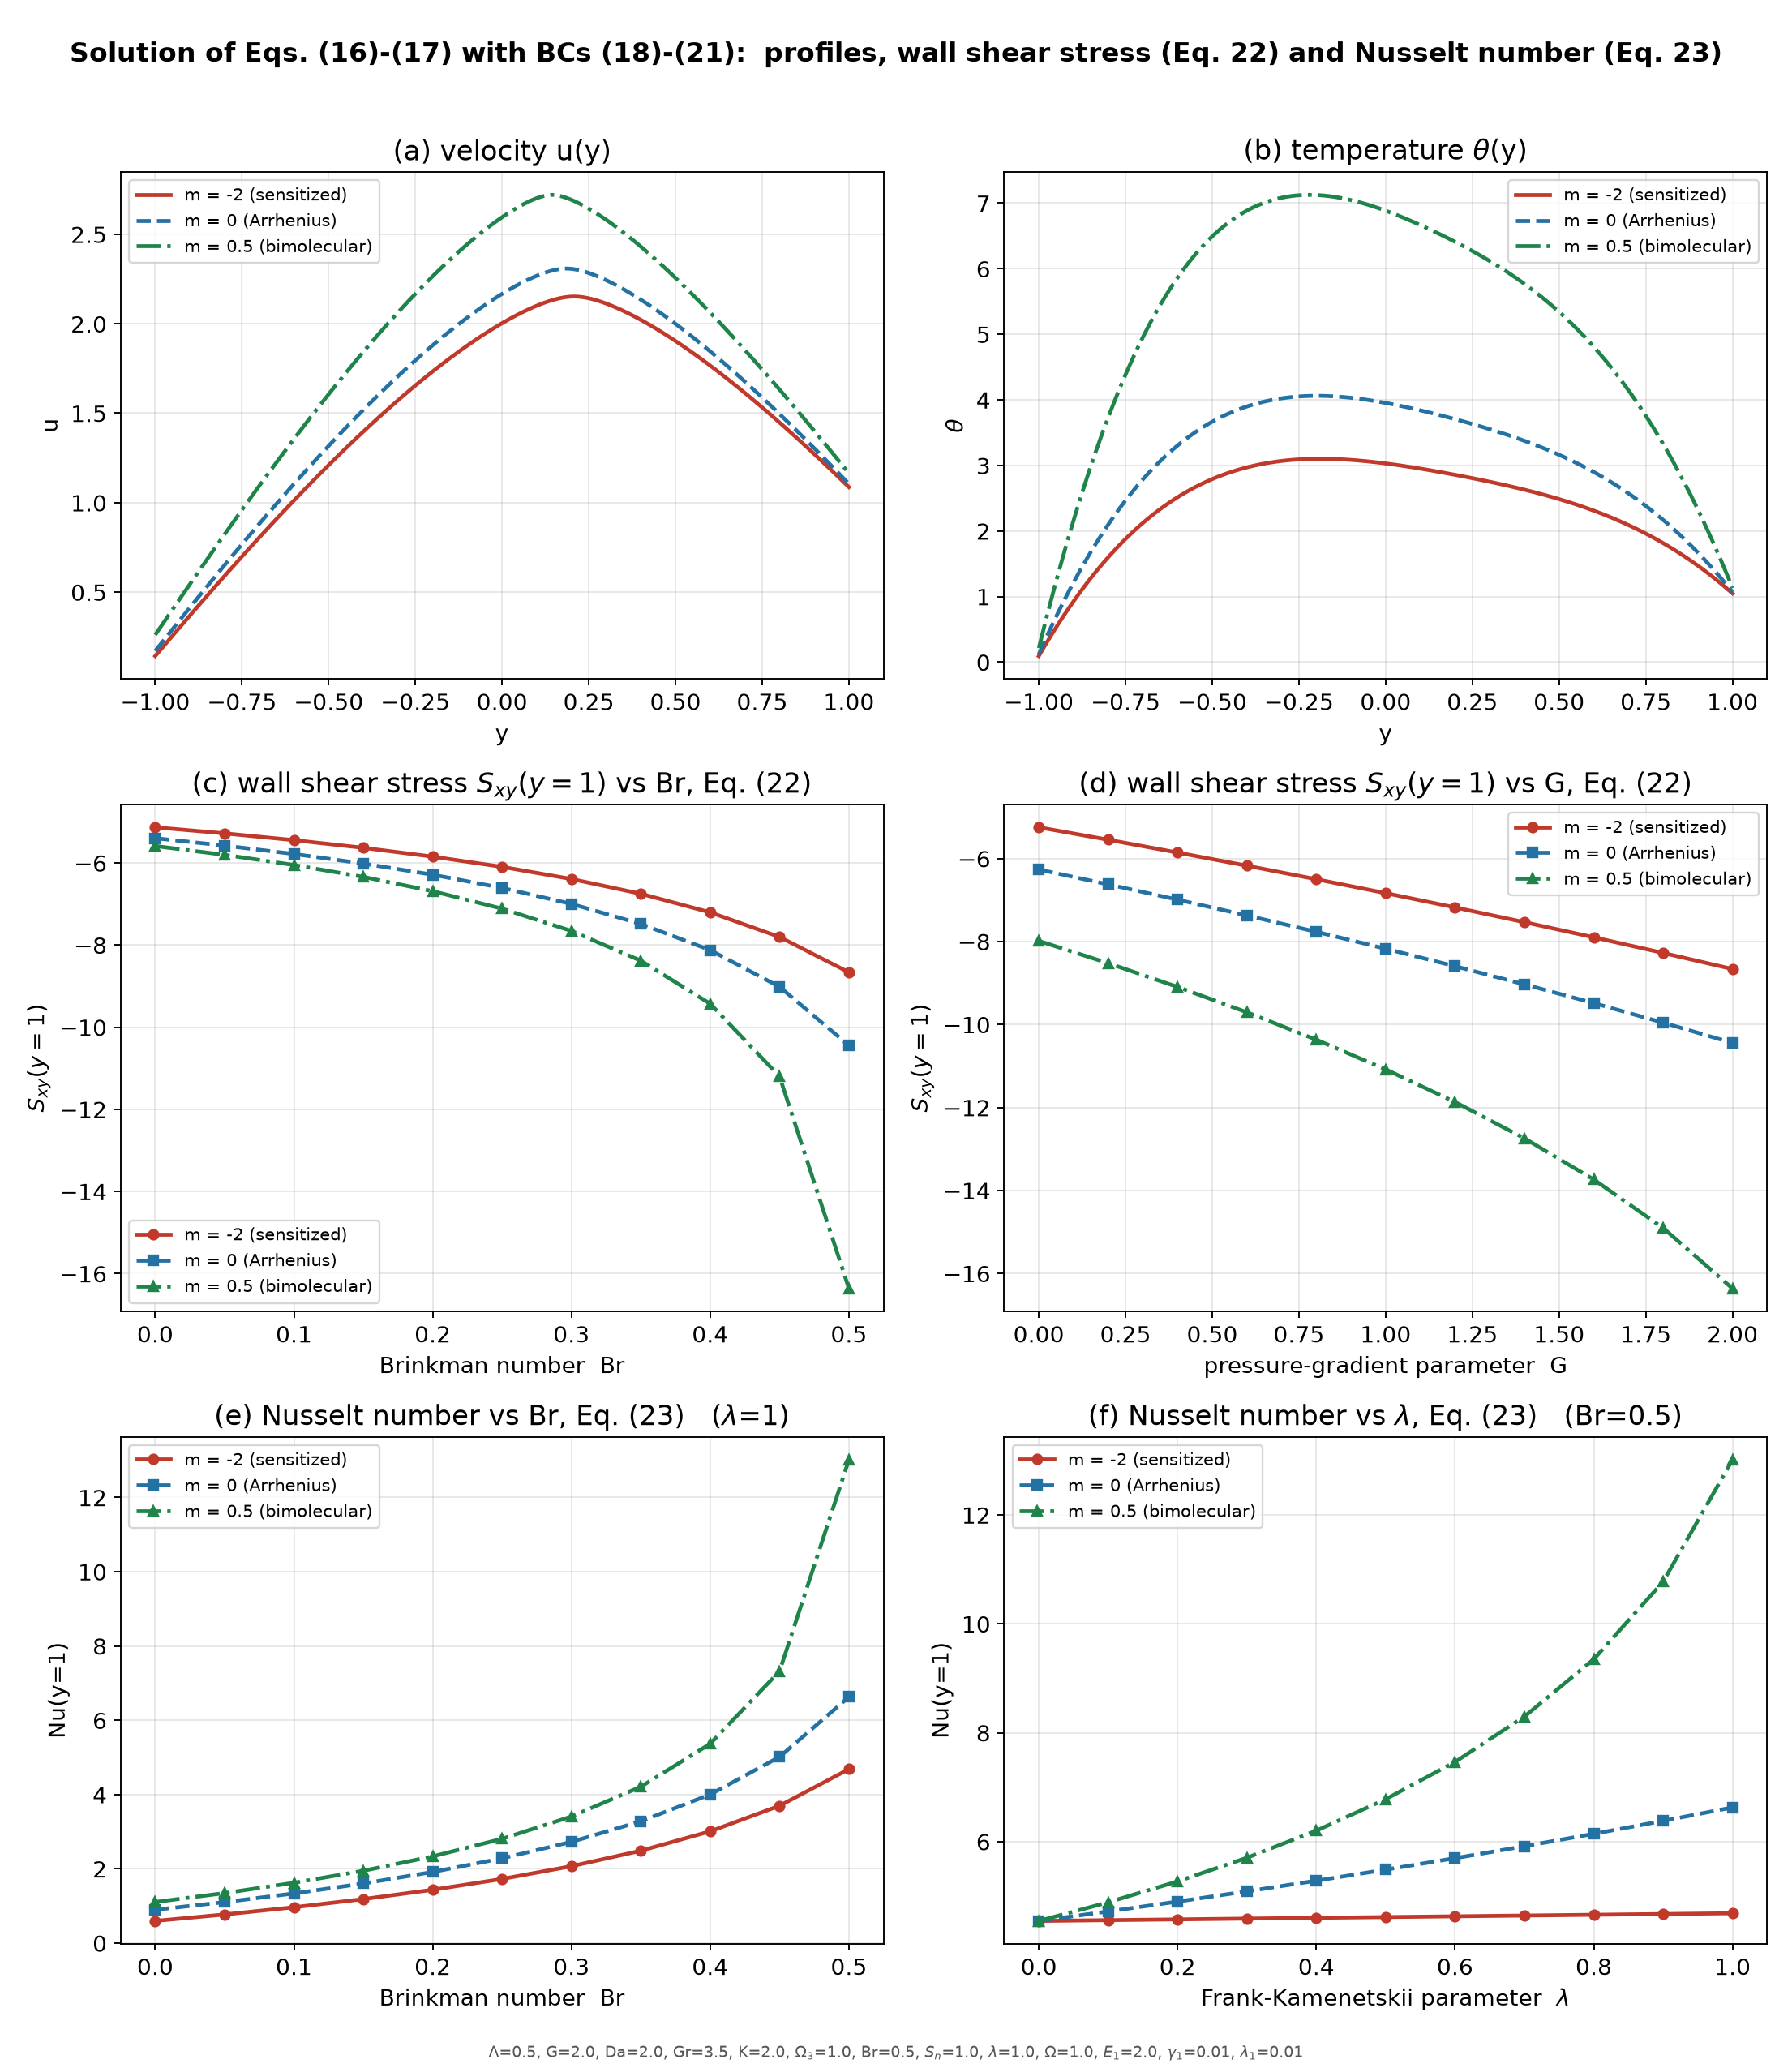 Solution of Eqs. (16)-(17) with BCs (18)-(21):  profiles, wall shear stress (Eq. 22) and Nusselt number (Eq. 23)
(a) velocity u(y)
m = -2 (sensitized)
m = 0 (Arrhenius)
m = 0.5 (bimolecular)
2.5
2.0
1.5
1.0
0.5
u
−1.00 −0.75 −0.50 −0.25 0.00 0.25 0.50 0.75 1.00
y
(b) temperature θ(y)
m = -2 (sensitized)
m = 0 (Arrhenius)
m = 0.5 (bimolecular)
7
6
5
4
3
2
1
0
θ
−1.00 −0.75 −0.50 −0.25 0.00 0.25 0.50 0.75 1.00
y
(c) wall shear stress Sxy(y = 1) vs Br, Eq. (22)
−6
−8
−10
−12
−14
−16
Sxy(y = 1)
m = -2 (sensitized)
m = 0 (Arrhenius)
m = 0.5 (bimolecular)
0.0 0.1 0.2 0.3 0.4 0.5
Brinkman number  Br
(d) wall shear stress Sxy(y = 1) vs G, Eq. (22)
m = -2 (sensitized)
m = 0 (Arrhenius)
m = 0.5 (bimolecular)
−6
−8
−10
−12
−14
−16
Sxy(y = 1)
0.00 0.25 0.50 0.75 1.00 1.25 1.50 1.75 2.00
pressure-gradient parameter  G
(e) Nusselt number vs Br, Eq. (23)   (λ=1)
m = -2 (sensitized)
m = 0 (Arrhenius)
m = 0.5 (bimolecular)
12
10
8
6
4
2
0
Nu(y=1)
0.0 0.1 0.2 0.3 0.4 0.5
Brinkman number  Br
(f) Nusselt number vs λ, Eq. (23)   (Br=0.5)
m = -2 (sensitized)
m = 0 (Arrhenius)
m = 0.5 (bimolecular)
12
10
8
6
Nu(y=1)
0.0 0.2 0.4 0.6 0.8 1.0
Frank-Kamenetskii parameter  λ
Λ=0.5, G=2.0, Da=2.0, Gr=3.5, K=2.0, Ω₃=1.0, Br=0.5, Sₙ=1.0, λ=1.0, Ω=1.0, E₁=2.0, γ₁=0.01, λ₁=0.01